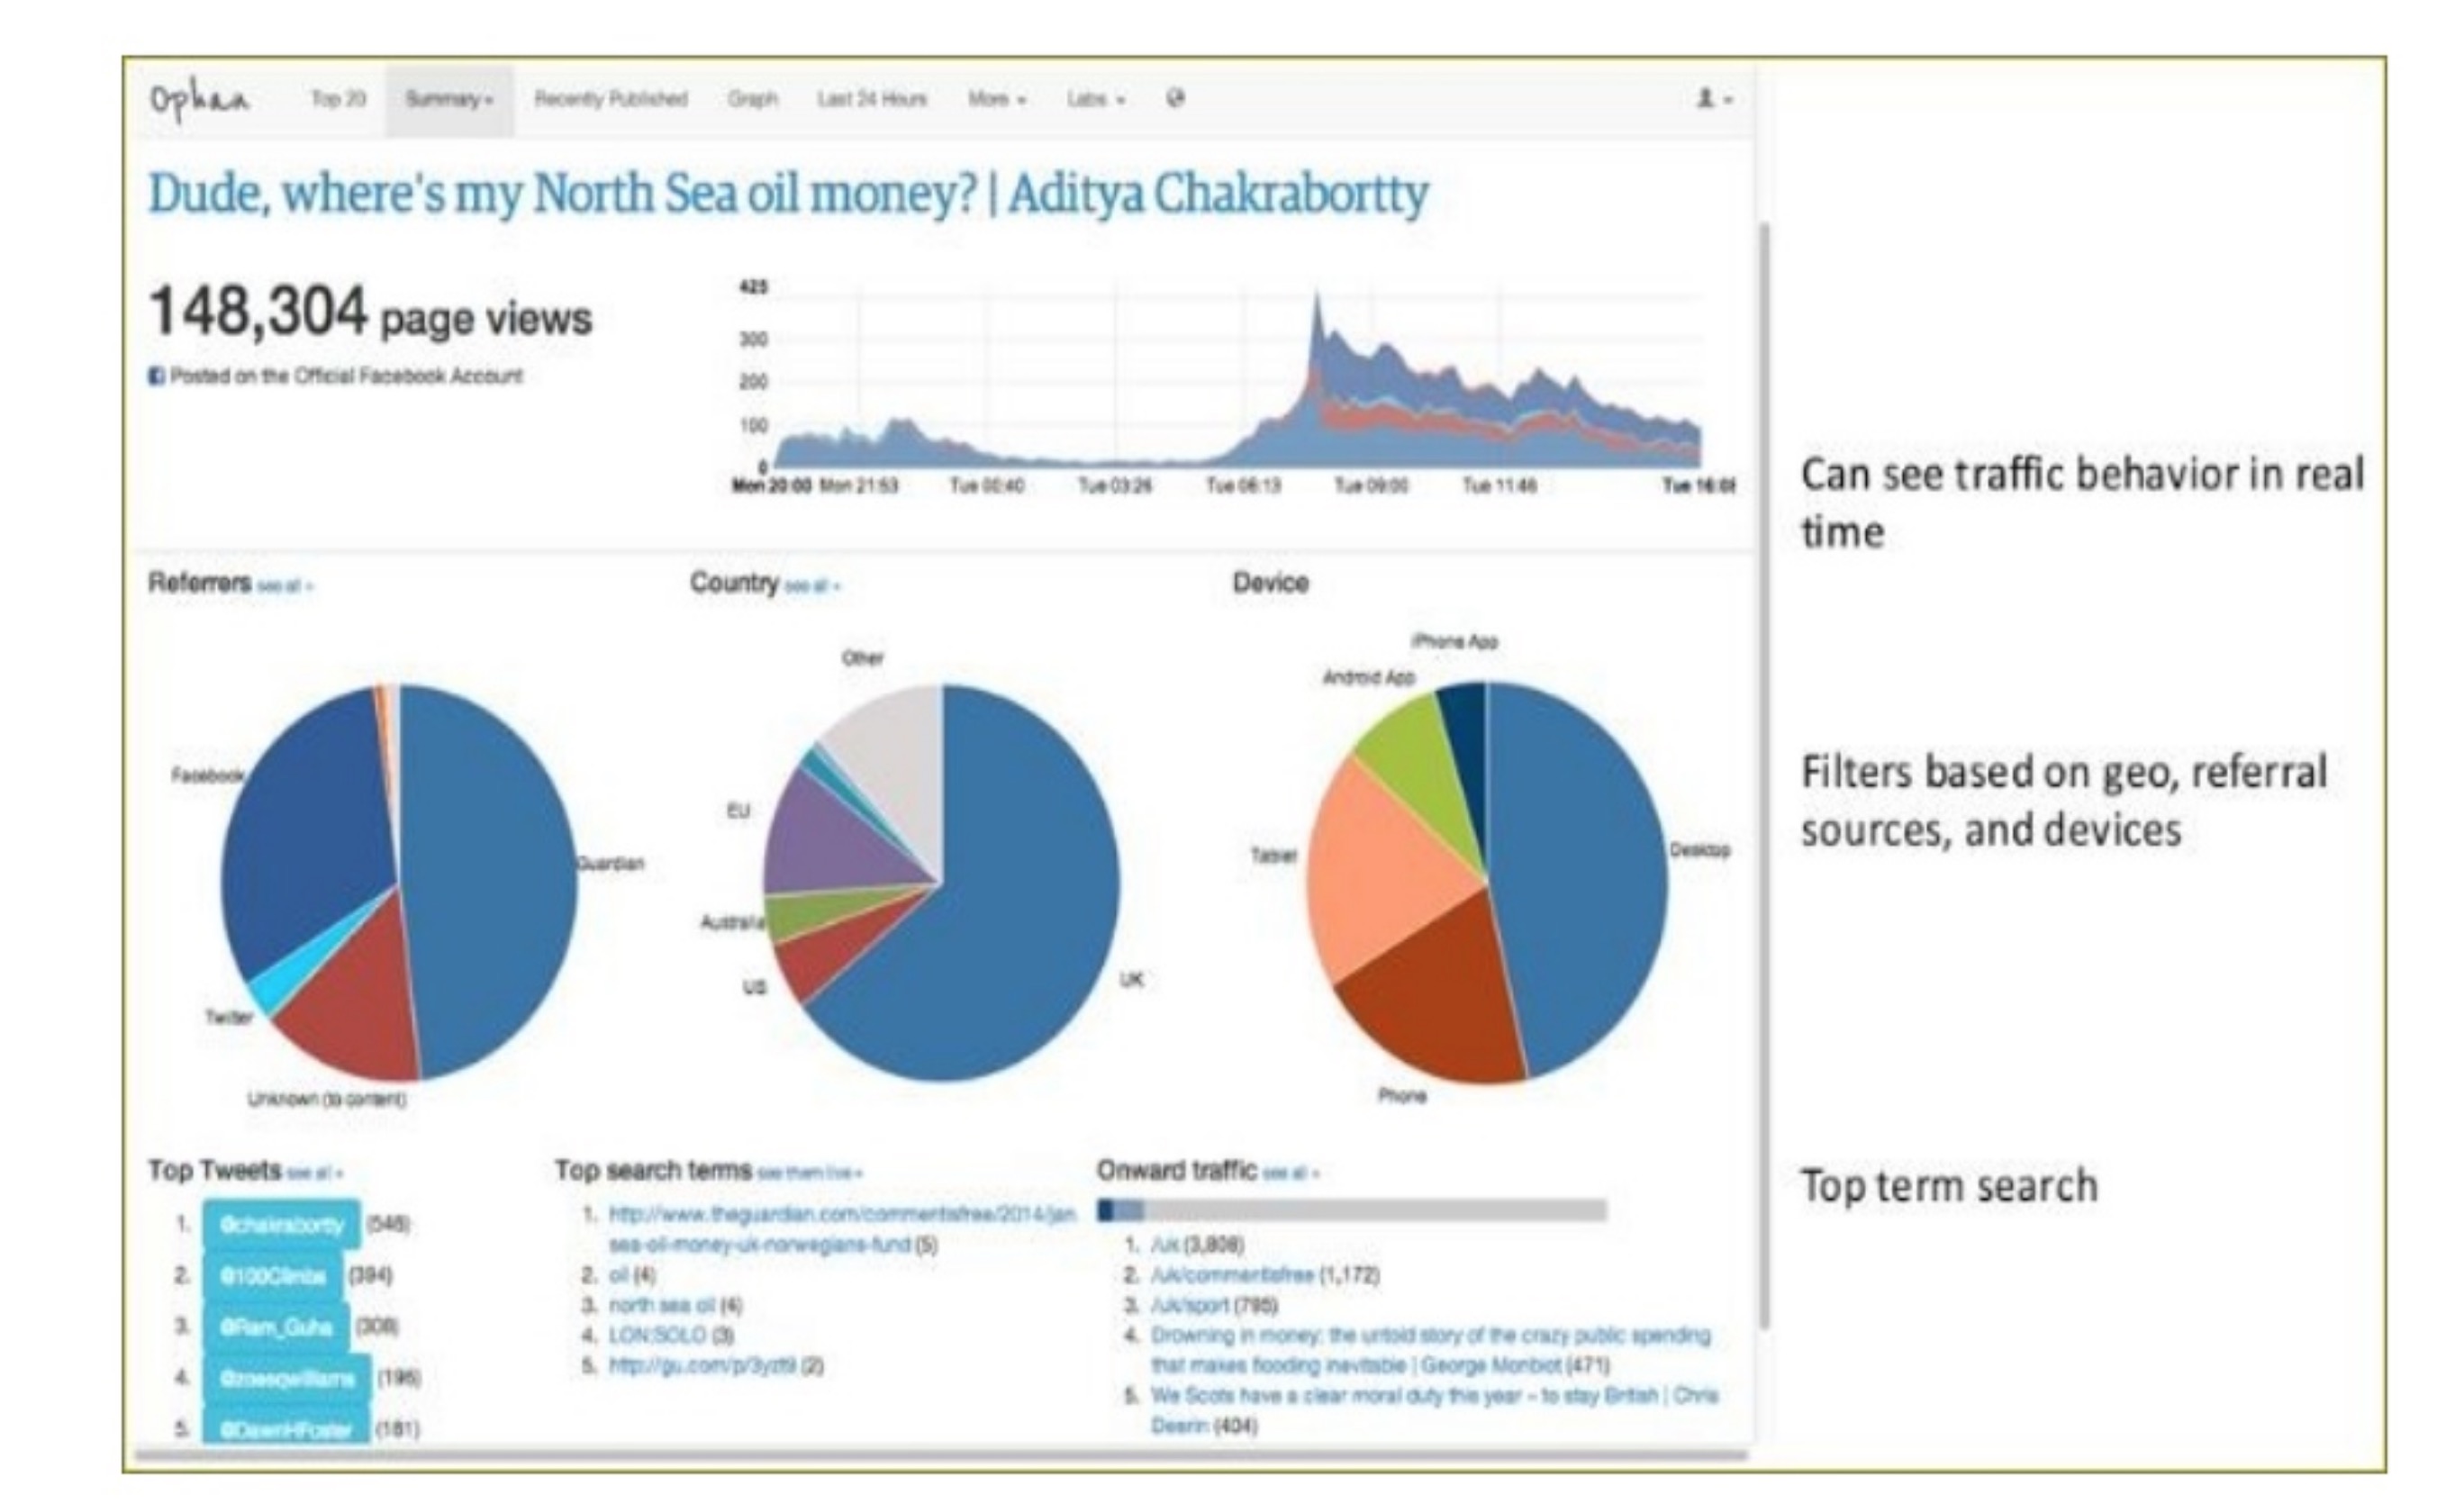 Ophan Top 20 Summary Recently Published Graph Last 24 Hours More Labs
Dude, where's my North Sea oil money? | Aditya Chakrabortty
148,304 page views
Posted on the Official Facebook Account
425
300
200
100
0
Mon 20:00 Mon 21:53 Tue 00:40 Tue 03:26 Tue 06:13 Tue 09:00 Tue 11:46
Can see traffic behavior in real
time
Referrers see all Country see all Device
Facebook
Guardian
Twitter
Unknown (to content)
Other
EU
Australia
US
UK
iPhone App
Android App
Tablet
Desktop
Phone
Filters based on geo, referral
sources, and devices
Top Tweets see all
1. @chakrabortty (546)
2. @100Climbs (394)
3. @Ram_Guha (308)
4. @zoesqwilliams (196)
5. @DawnHFoster (181)
Top search terms see them live
1. http://www.theguardian.com/commentisfree/2014/jan
sea-oil-money-uk-norwegians-fund (5)
2. oil (4)
3. north sea oil (4)
4. LON:SOLO (3)
5. (2)
Onward traffic see all
1. /uk (3,808)
2. /uk/commentisfree (1,172)
3. /uk/sport (795)
4. Drowning in money: the untold story of the crazy public spending
that makes flooding inevitable | George Monbiot (471)
5. We Scots have a clear moral duty this year – to stay British | Chris
Deerin (404)
Top term search